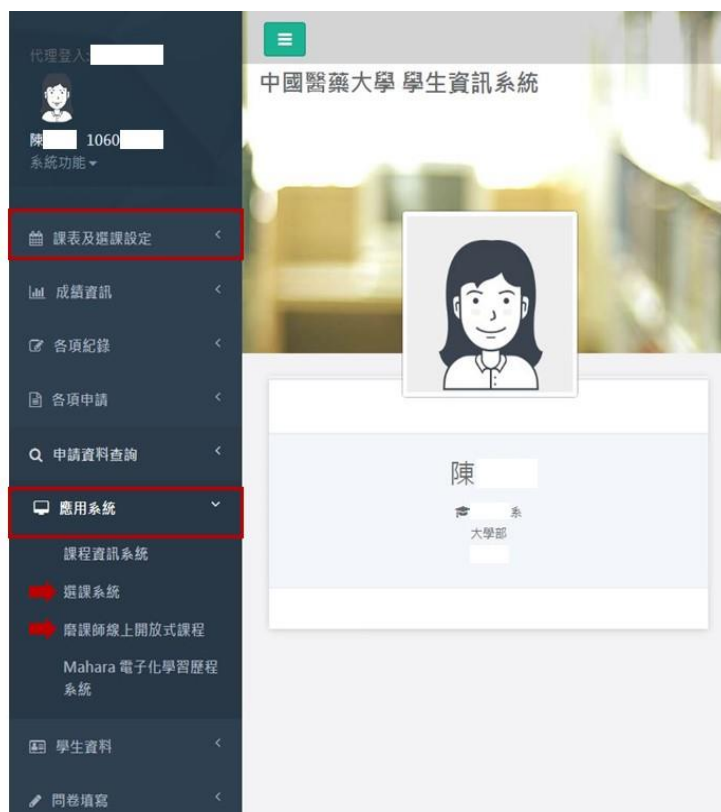 代理登入:
陳 1060
系統功能
課表及選課設定
成績資訊
各項紀錄
各項申請
申請資料查詢
應用系統
課程資訊系統
選課系統
磨課師線上開放式課程
Mahara 電子化學習歷程
系統
學生資料
問卷填寫
中國醫藥大學 學生資訊系統
陳
系
大學部